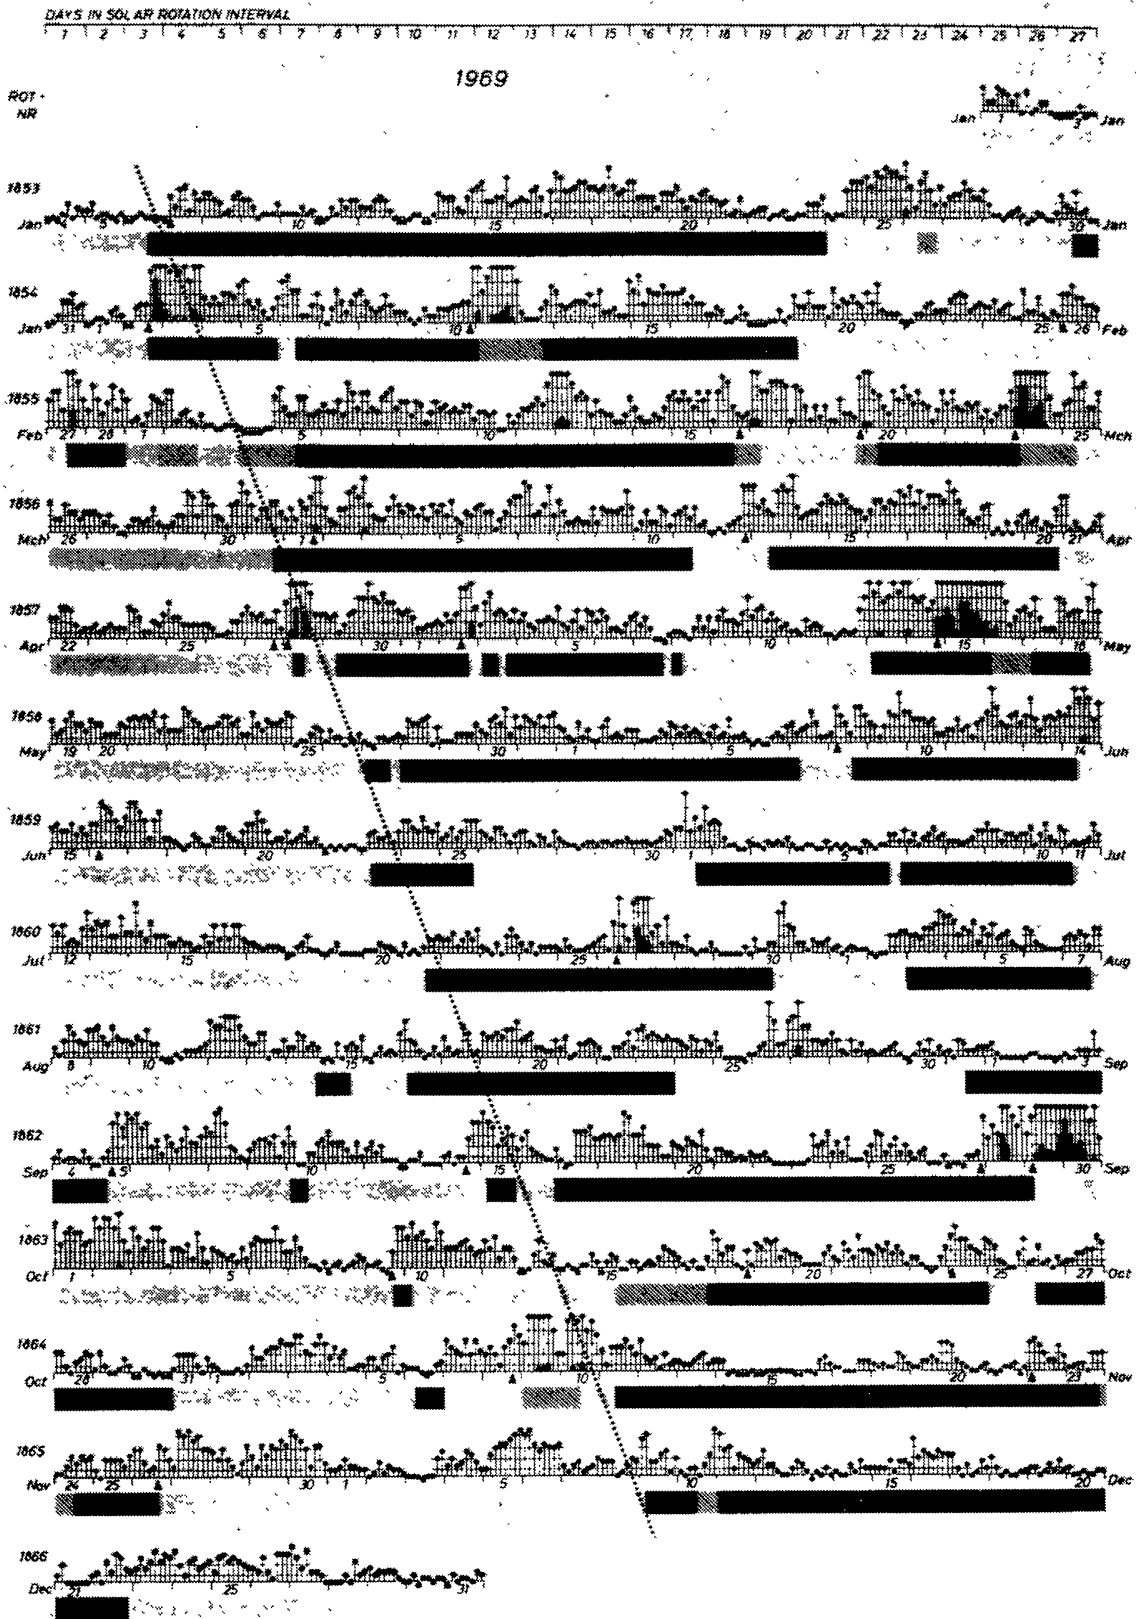 DAYS IN SOLAR ROTATION INTERVAL
1 2 3 4 5 6 7 8 9 10 11 12 13 14 15 16 17 18 19 20 21 22 23 24 25 26 27
1969
ROT-
NR
Jan 1 3 Jan
1853
Jan 4 5 10 15 20 25 30 Jan
1854
Jan 31 1 5 10 15 20 25 26 Feb
1855
Feb 27 28 1 5 10 15 20 25 Mch
1856
Mch 26 30 1 5 10 15 20 21 Apr
1857
Apr 22 25 30 1 5 10 15 18 May
1858
May 19 20 25 30 1 5 10 14 Jun
1859
Jun 15 20 25 30 1 5 10 11 Jul
1860
Jul 12 15 20 25 30 1 5 7 Aug
1861
Aug 8 10 15 20 25 30 1 3 Sep
1862
Sep 4 5 10 15 20 25 30 Sep
1863
Oct 1 5 10 15 20 25 27 Oct
1864
Oct 28 31 1 5 10 15 20 23 Nov
1865
Nov 24 25 30 1 5 10 15 20 Dec
1866
Dec 21 25 31